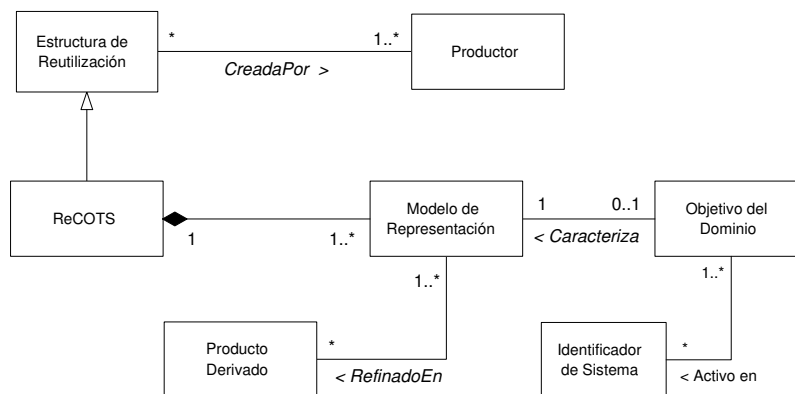 Estructura de
Reutilización
*
1..*
CreadaPor >
Productor
ReCOTS
1
1..*
Modelo de
Representación
1
0..1
< Caracteriza
Objetivo del
Dominio
1..*
1..*
Producto
Derivado
*
< RefinadoEn
Identificador
de Sistema
*
< Activo en